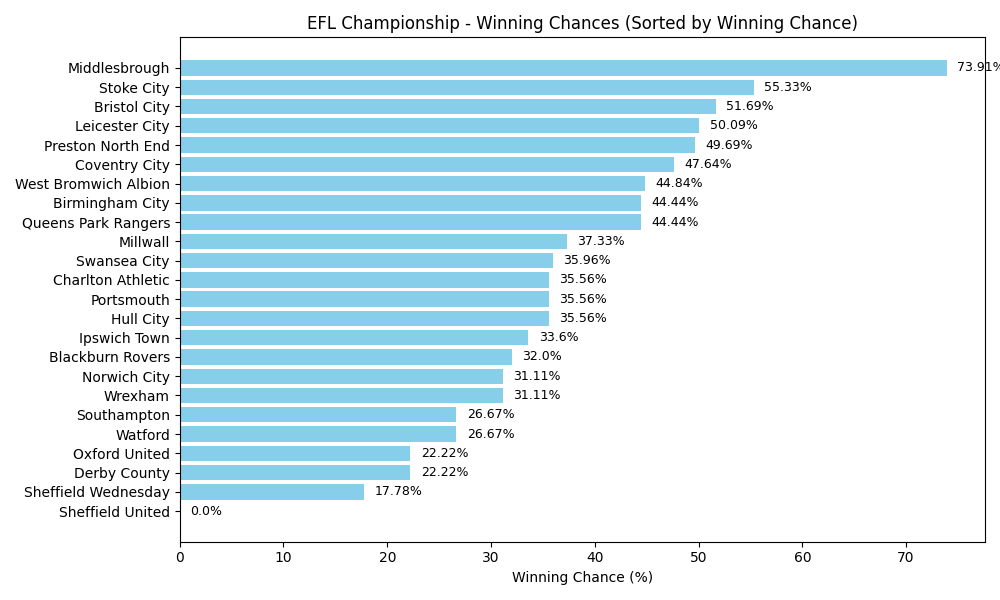 EFL Championship - Winning Chances (Sorted by Winning Chance)
Middlesbrough 73.91%
Stoke City 55.33%
Bristol City 51.69%
Leicester City 50.09%
Preston North End 49.69%
Coventry City 47.64%
West Bromwich Albion 44.84%
Birmingham City 44.44%
Queens Park Rangers 44.44%
Millwall 37.33%
Swansea City 35.96%
Charlton Athletic 35.56%
Portsmouth 35.56%
Hull City 35.56%
Ipswich Town 33.6%
Blackburn Rovers 32.0%
Norwich City 31.11%
Wrexham 31.11%
Southampton 26.67%
Watford 26.67%
Oxford United 22.22%
Derby County 22.22%
Sheffield Wednesday 17.78%
Sheffield United 0.0%
0 10 20 30 40 50 60 70
Winning Chance (%)